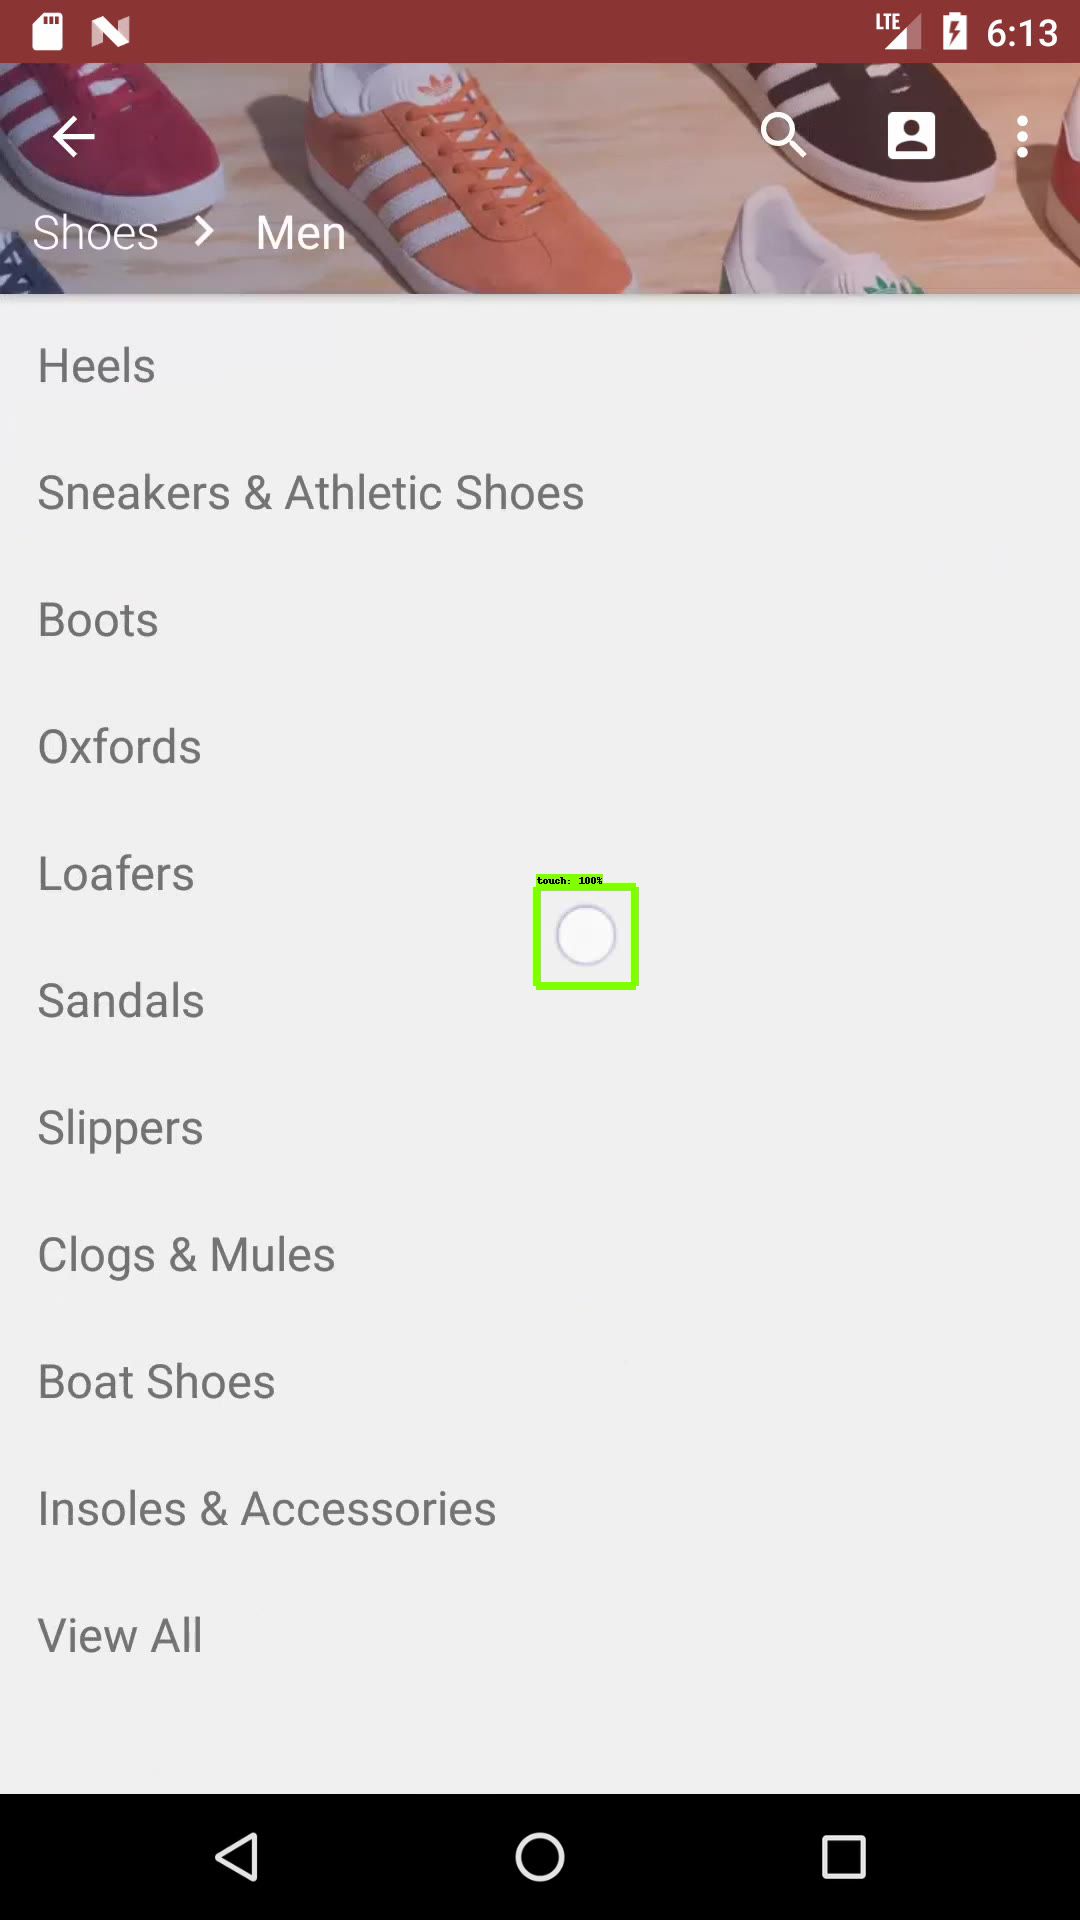 LTE 6:13
Shoes Men
Heels
Sneakers & Athletic Shoes
Boots
Oxfords
Loafers
touch: 100%
Sandals
Slippers
Clogs & Mules
Boat Shoes
Insoles & Accessories
View All